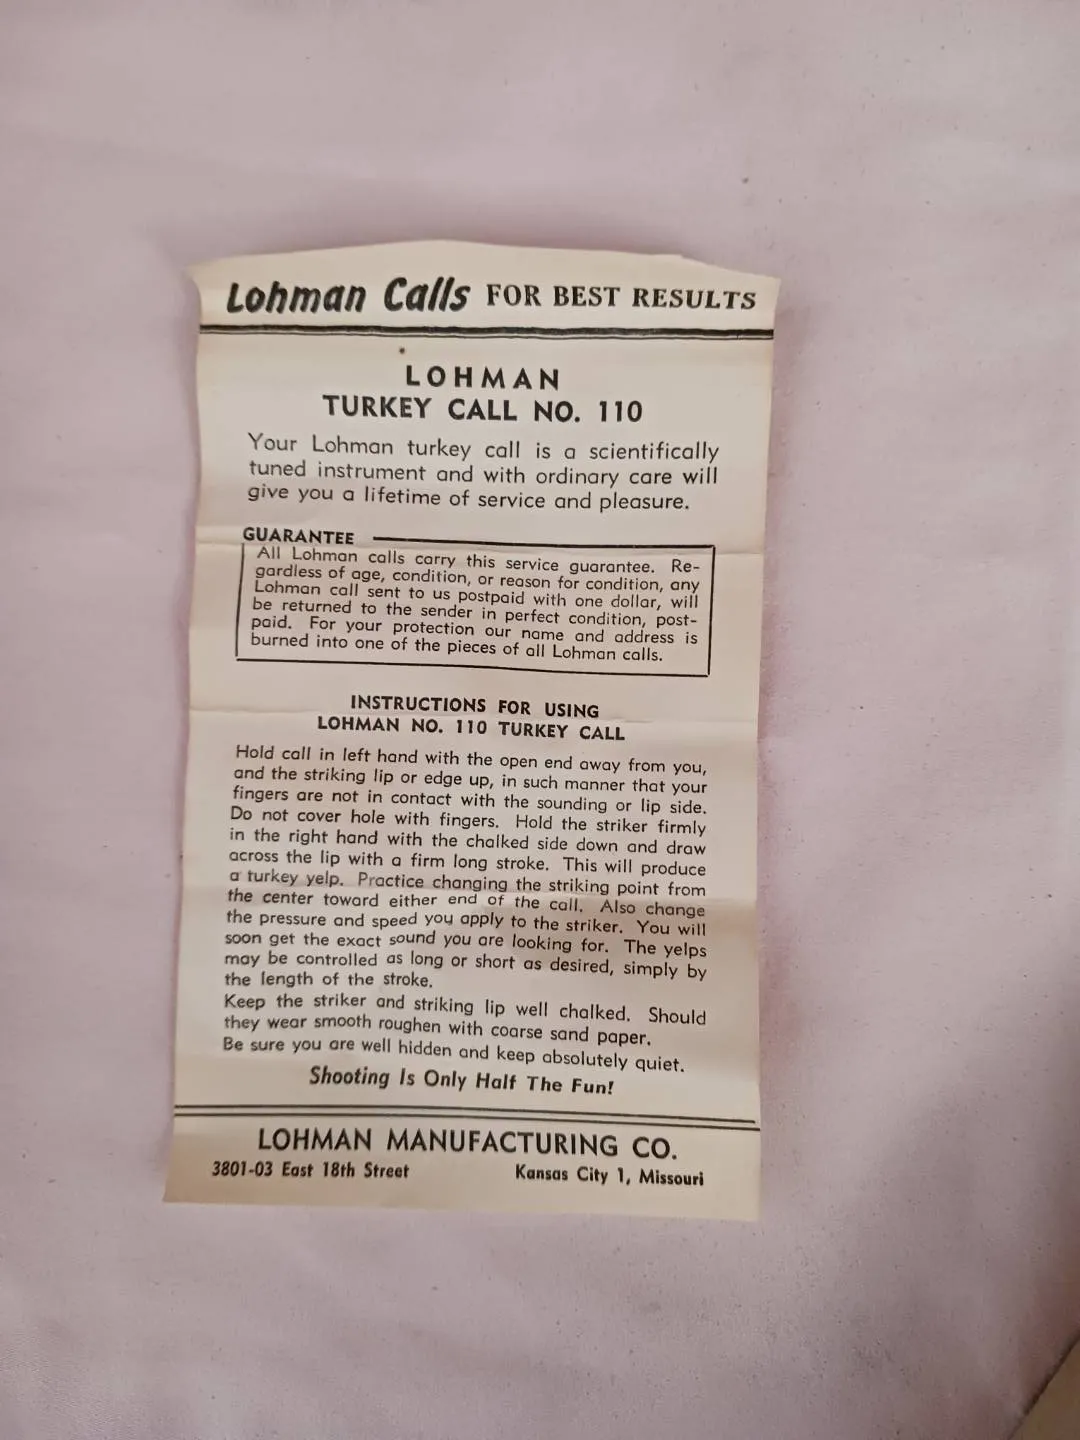 Lohman Calls FOR BEST RESULTS
LOHMAN
TURKEY CALL NO. 110
Your Lohman turkey call is a scientifically
tuned instrument and with ordinary care will
give you a lifetime of service and pleasure.
GUARANTEE
All Lohman calls carry this service guarantee. Re-
gardless of age, condition, or reason for condition, any
Lohman call sent to us postpaid with one dollar, will
be returned to the sender in perfect condition, post-
paid. For your protection our name and address is
burned into one of the pieces of all Lohman calls.
INSTRUCTIONS FOR USING
LOHMAN NO. 110 TURKEY CALL
Hold call in left hand with the open end away from you,
and the striking lip or edge up, in such manner that your
fingers are not in contact with the sounding or lip side.
Do not cover hole with fingers. Hold the striker firmly
in the right hand with the chalked side down and draw
across the lip with a firm long stroke. This will produce
a turkey yelp. Practice changing the striking point from
the center toward either end of the call. Also change
the pressure and speed you apply to the striker. You will
soon get the exact sound you are looking for. The yelps
may be controlled as long or short as desired, simply by
the length of the stroke.
Keep the striker and striking lip well chalked. Should
they wear smooth roughen with coarse sand paper.
Be sure you are well hidden and keep absolutely quiet.
Shooting Is Only Half The Fun!
LOHMAN MANUFACTURING CO.
3801-03 East 18th Street Kansas City 1, Missouri